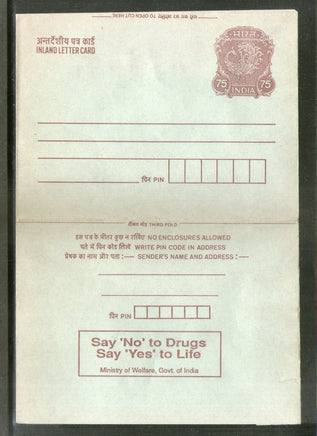 TO OPEN CUT HERE
अन्तर्देशीय पत्र कार्ड
INLAND LETTER CARD
भारत
75 75
INDIA
पिन PIN
तीसरा मोड़ THIRD FOLD
इस पत्र के भीतर कुछ न रखिए NO ENCLOSURES ALLOWED
पते में पिन कोड लिखें WRITE PIN CODE IN ADDRESS
प्रेषक का नाम और पता :— SENDER'S NAME AND ADDRESS :—
पिन PIN
Say 'No' to Drugs
Say 'Yes' to Life
Ministry of Welfare, Govt. of India